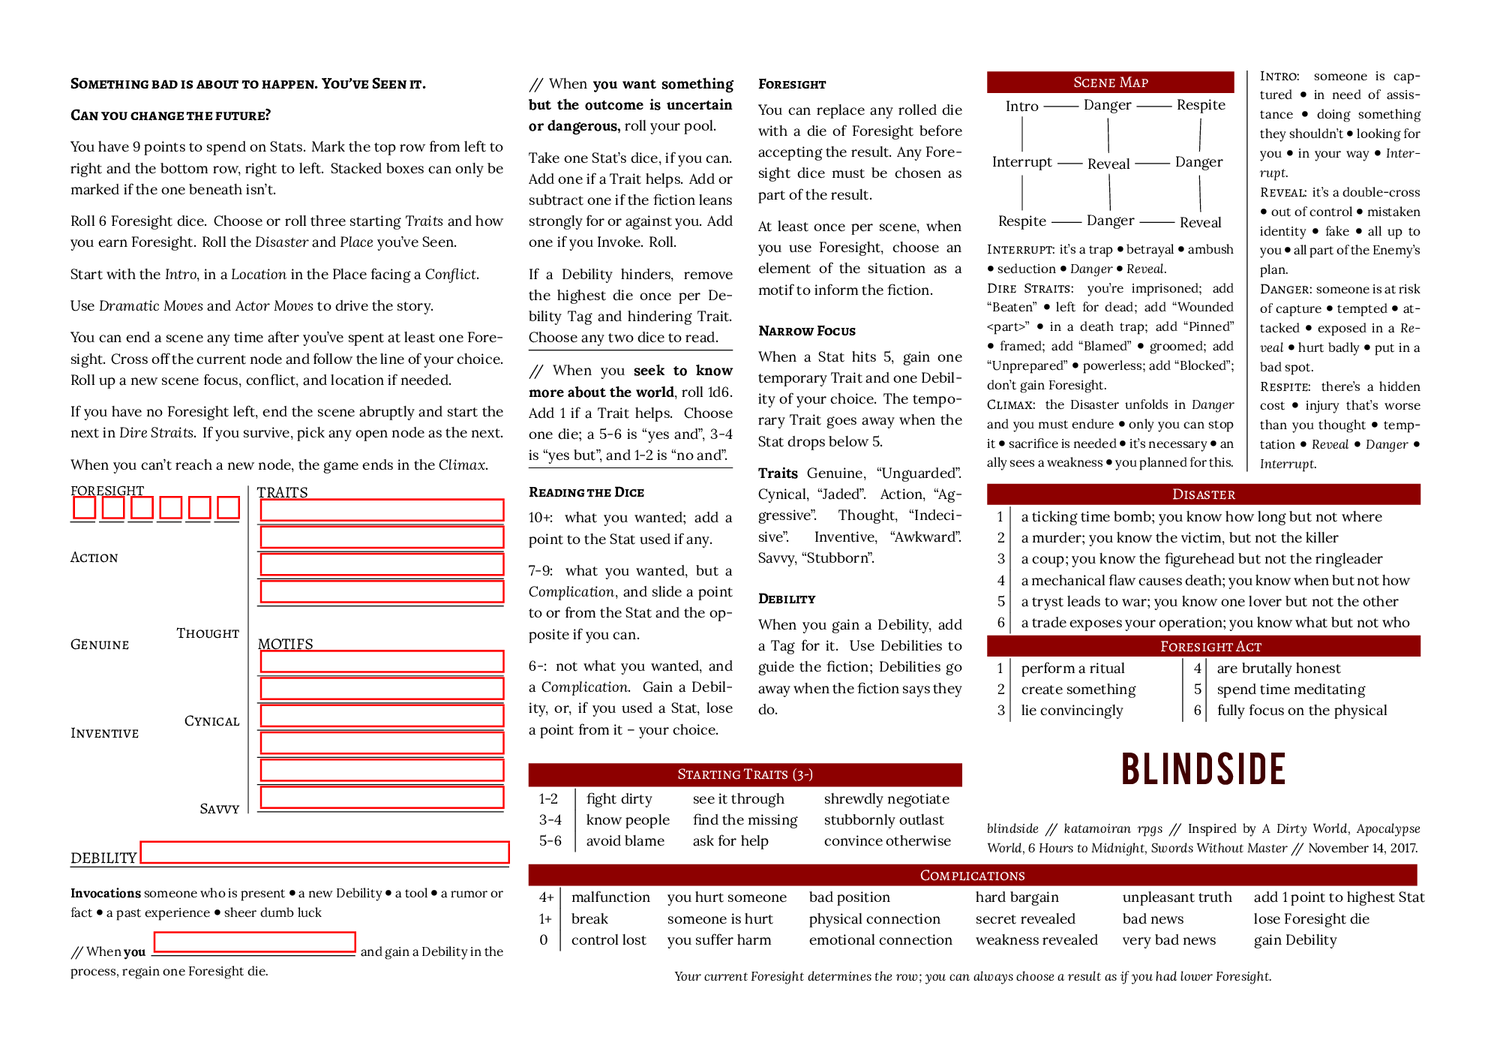 Something bad is about to happen. You've Seen it.
Can you change the future?
You have 9 points to spend on Stats. Mark the top row from left to
right and the bottom row, right to left. Stacked boxes can only be
marked if the one beneath isn't.
Roll 6 Foresight dice. Choose or roll three starting Traits and how
you earn Foresight. Roll the Disaster and Place you've Seen.
Start with the Intro, in a Location in the Place facing a Conflict.
Use Dramatic Moves and Actor Moves to drive the story.
You can end a scene any time after you've spent at least one Fore-
sight. Cross off the current node and follow the line of your choice.
Roll up a new scene focus, conflict, and location if needed.
If you have no Foresight left, end the scene abruptly and start the
next in Dire Straits. If you survive, pick any open node as the next.
When you can't reach a new node, the game ends in the Climax.
FORESIGHT
Action
Thought
Genuine
Cynical
Inventive
Savvy
TRAITS
MOTIFS
DEBILITY
Invocations someone who is present ● a new Debility ● a tool ● a rumor or
fact ● a past experience ● sheer dumb luck
// When you and gain a Debility in the
process, regain one Foresight die.
// When you want something
but the outcome is uncertain
or dangerous, roll your pool.
Take one Stat's dice, if you can.
Add one if a Trait helps. Add or
subtract one if the fiction leans
strongly for or against you. Add
one if you Invoke. Roll.
If a Debility hinders, remove
the highest die once per De-
bility Tag and hindering Trait.
Choose any two dice to read.
// When you seek to know
more about the world, roll 1d6.
Add 1 if a Trait helps. Choose
one die; a 5-6 is “yes and”, 3-4
is “yes but”, and 1-2 is “no and”.
Reading the Dice
10+: what you wanted; add a
point to the Stat used if any.
7-9: what you wanted, but a
Complication, and slide a point
to or from the Stat and the op-
posite if you can.
6-: not what you wanted, and
a Complication. Gain a Debil-
ity, or, if you used a Stat, lose
a point from it – your choice.
Foresight
You can replace any rolled die
with a die of Foresight before
accepting the result. Any Fore-
sight dice must be chosen as
part of the result.
At least once per scene, when
you use Foresight, choose an
element of the situation as a
motif to inform the fiction.
Narrow Focus
When a Stat hits 5, gain one
temporary Trait and one Debil-
ity of your choice. The tempo-
rary Trait goes away when the
Stat drops below 5.
Traits Genuine, “Unguarded”.
Cynical, “Jaded”. Action, “Ag-
gressive”. Thought, “Indeci-
sive”. Inventive, “Awkward”.
Savvy, “Stubborn”.
Debility
When you gain a Debility, add
a Tag for it. Use Debilities to
guide the fiction; Debilities go
away when the fiction says they
do.
Starting Traits (3-)
1-2 fight dirty see it through shrewdly negotiate
3-4 know people find the missing stubbornly outlast
5-6 avoid blame ask for help convince otherwise
Scene Map
Intro Danger Respite
Interrupt Reveal Danger
Respite Danger Reveal
Interrupt: it's a trap ● betrayal ● ambush
● seduction ● Danger ● Reveal.
Dire Straits: you're imprisoned; add
“Beaten” ● left for dead; add “Wounded
<part>” ● in a death trap; add “Pinned”
● framed; add “Blamed” ● groomed; add
“Unprepared” ● powerless; add “Blocked”;
don't gain Foresight.
Climax: the Disaster unfolds in Danger
and you must endure ● only you can stop
it ● sacrifice is needed ● it's necessary ● an
ally sees a weakness ● you planned for this.
Intro: someone is cap-
tured ● in need of assis-
tance ● doing something
they shouldn't ● looking for
you ● in your way ● Inter-
rupt.
Reveal: it's a double-cross
● out of control ● mistaken
identity ● fake ● all up to
you ● all part of the Enemy's
plan.
Danger: someone is at risk
of capture ● tempted ● at-
tacked ● exposed in a Re-
veal ● hurt badly ● put in a
bad spot.
Respite: there's a hidden
cost ● injury that's worse
than you thought ● temp-
tation ● Reveal ● Danger ●
Interrupt.
Disaster
1 a ticking time bomb; you know how long but not where
2 a murder; you know the victim, but not the killer
3 a coup; you know the figurehead but not the ringleader
4 a mechanical flaw causes death; you know when but not how
5 a tryst leads to war; you know one lover but not the other
6 a trade exposes your operation; you know what but not who
Foresight Act
1 perform a ritual 4 are brutally honest
2 create something 5 spend time meditating
3 lie convincingly 6 fully focus on the physical
BLINDSIDE
blindside // katamoiran rpgs // Inspired by A Dirty World, Apocalypse
World, 6 Hours to Midnight, Swords Without Master // November 14, 2017.
Complications
4+ malfunction you hurt someone bad position hard bargain unpleasant truth add 1 point to highest Stat
1+ break someone is hurt physical connection secret revealed bad news lose Foresight die
0 control lost you suffer harm emotional connection weakness revealed very bad news gain Debility
Your current Foresight determines the row; you can always choose a result as if you had lower Foresight.